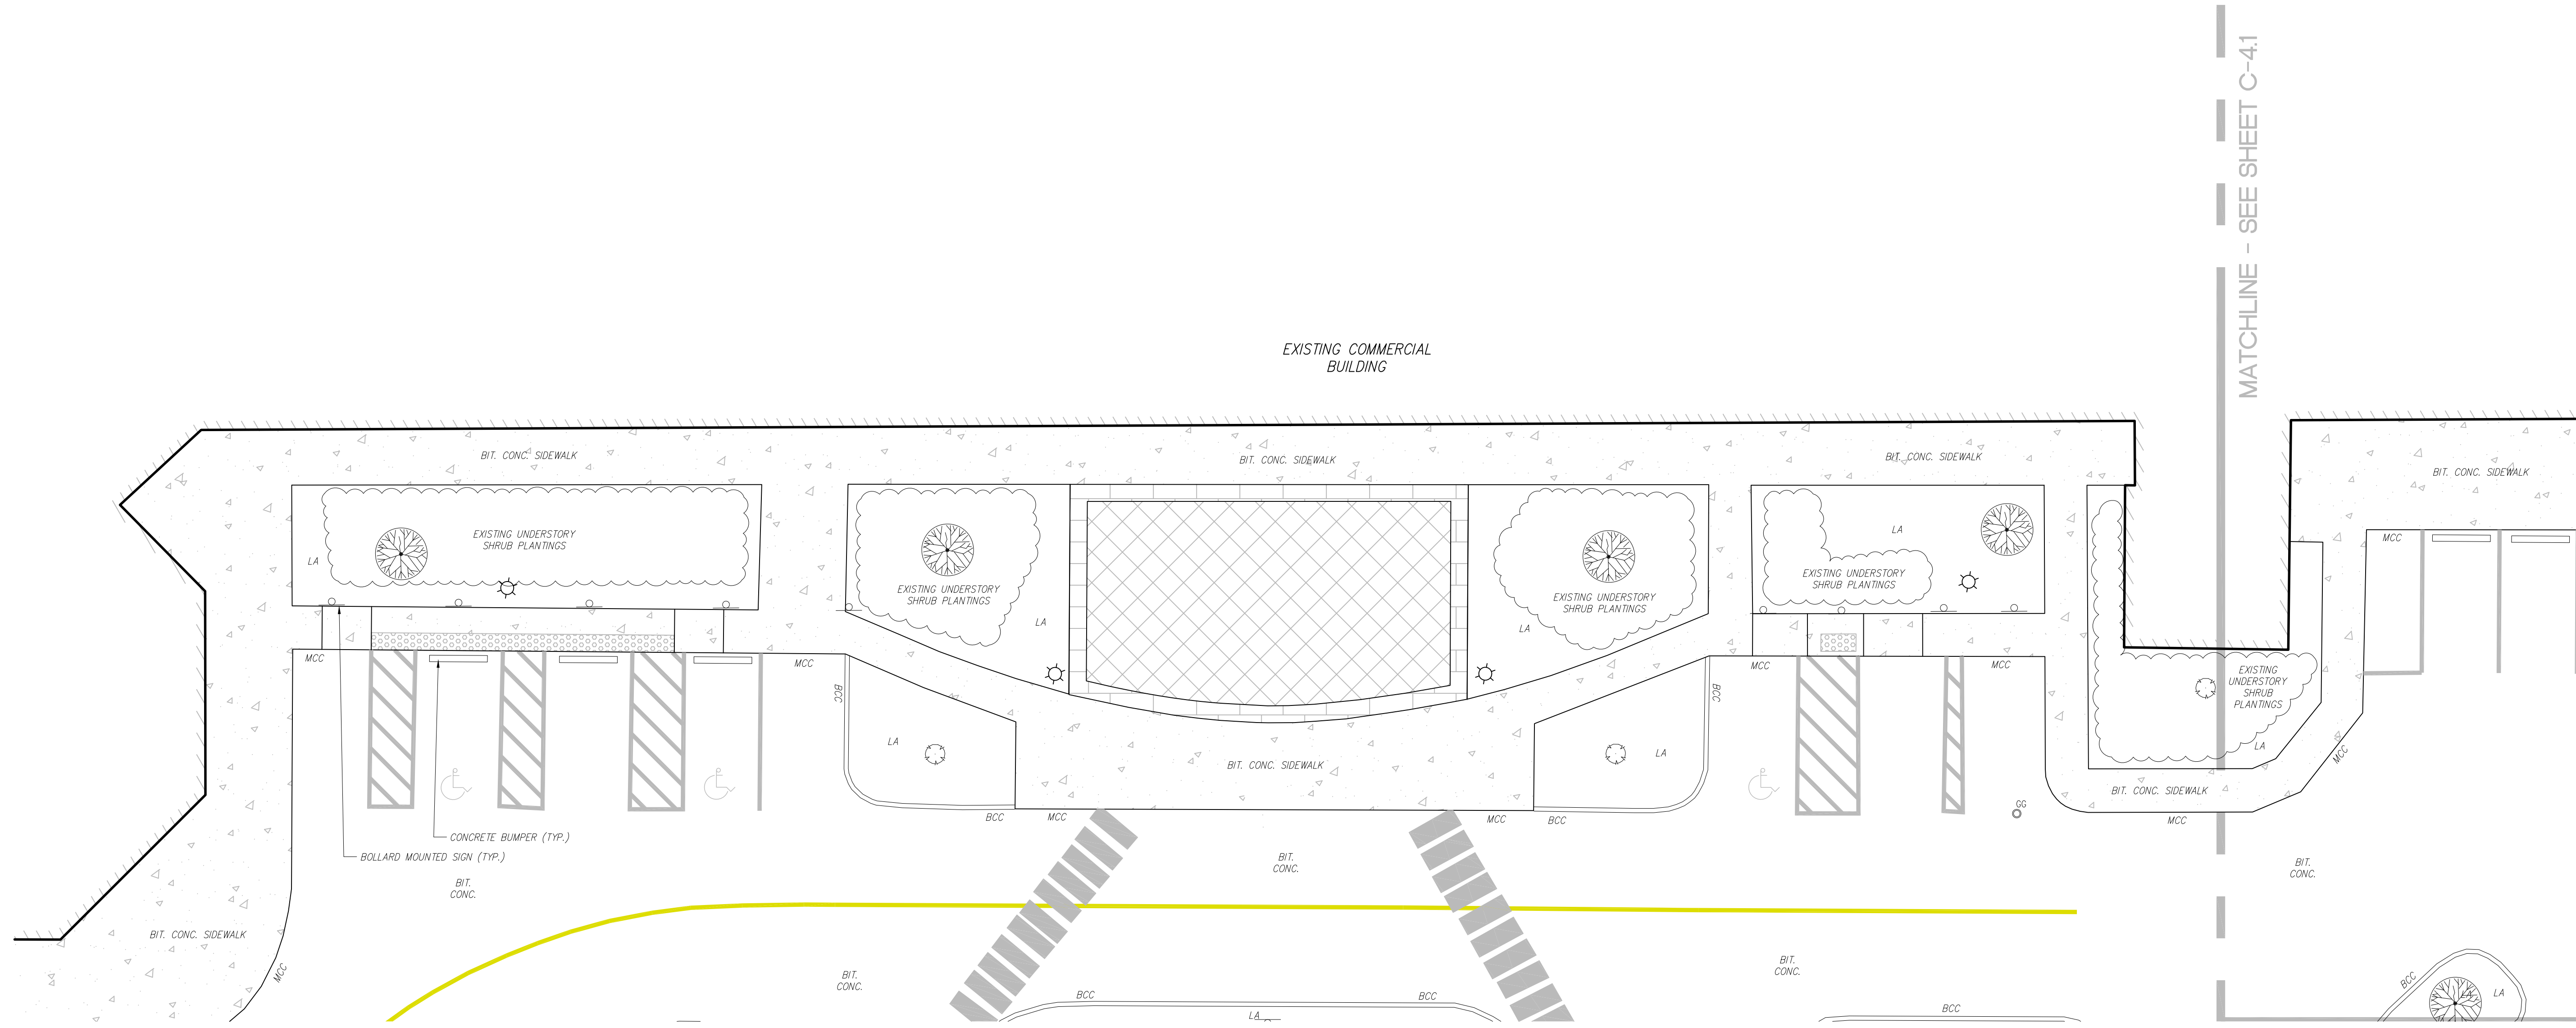 MATCHLINE - SEE SHEET C-4.1
EXISTING COMMERCIAL
BUILDING
BIT. CONC. SIDEWALK
BIT. CONC. SIDEWALK
BIT. CONC. SIDEWALK
BIT. CONC. SIDEWALK
MCC
EXISTING UNDERSTORY
SHRUB PLANTINGS
LA
EXISTING UNDERSTORY
SHRUB PLANTINGS
LA
EXISTING UNDERSTORY
SHRUB PLANTINGS
LA
LA
EXISTING UNDERSTORY
SHRUB PLANTINGS
EXISTING
UNDERSTORY
SHRUB
PLANTINGS
LA
MCC
MCC
BCC
BCC
MCC
MCC
MCC
LA
LA
BIT. CONC. SIDEWALK
BIT. CONC. SIDEWALK
GG
BCC
MCC
MCC
BCC
MCC
CONCRETE BUMPER (TYP.)
BOLLARD MOUNTED SIGN (TYP.)
BIT.
CONC.
BIT.
CONC.
BIT.
CONC.
BIT. CONC. SIDEWALK
MCC
BIT.
CONC.
BIT.
CONC.
BCC
BCC
LA
BCC
BCC
LA
LA